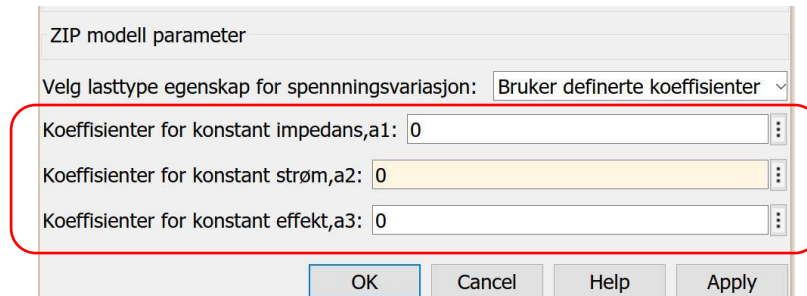 ZIP modell parameter
Velg lasttype egenskap for spennningsvariasjon: Bruker definerte koeffisienter
Koeffisienter for konstant impedans,a1: 0
Koeffisienter for konstant strøm,a2: 0
Koeffisienter for konstant effekt,a3: 0
OK Cancel Help Apply